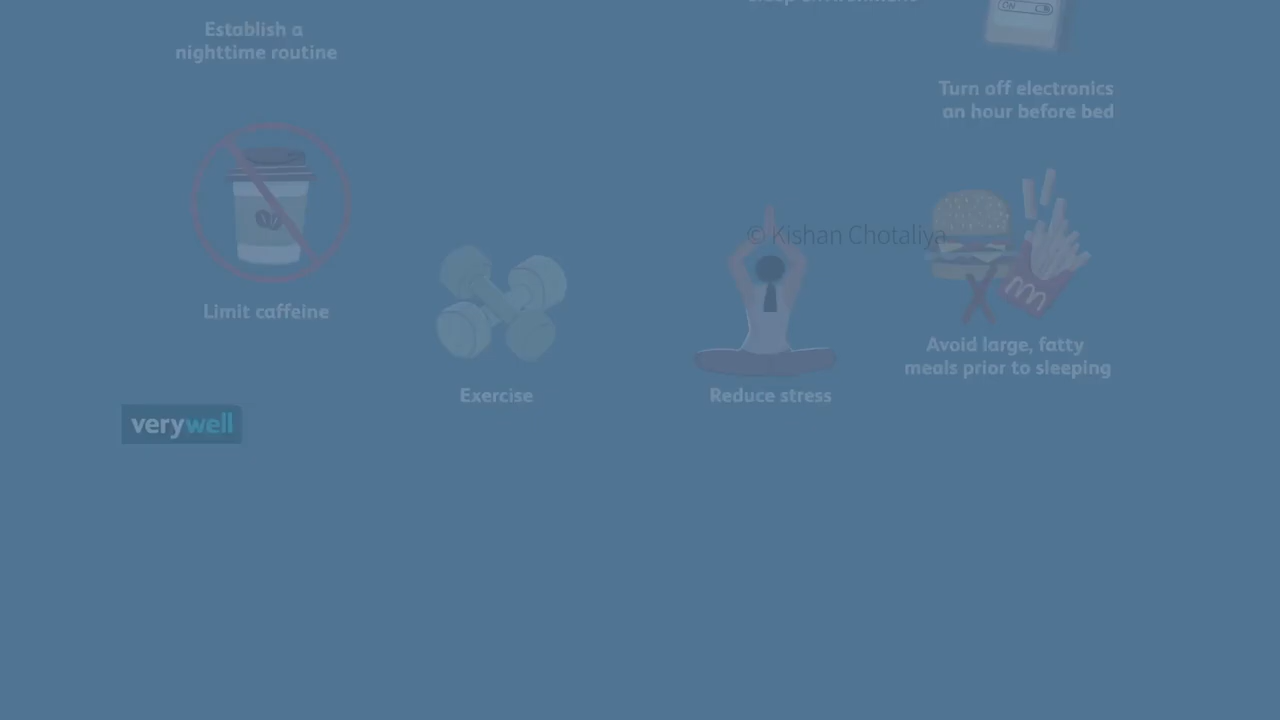 Establish a
nighttime routine
ON
Turn off electronics
an hour before bed
© Kishan Chotaliya
Limit caffeine
Avoid large, fatty
meals prior to sleeping
Exercise
Reduce stress
verywell